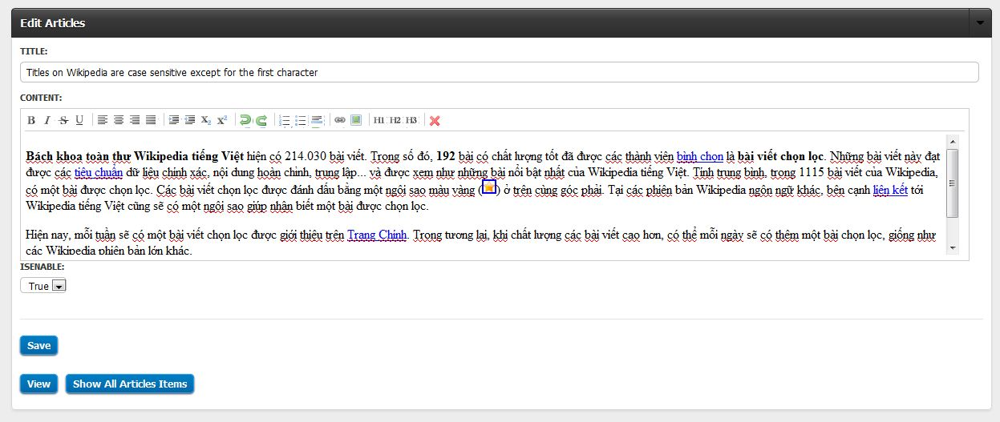 Edit Articles
TITLE:
Titles on Wikipedia are case sensitive except for the first character
CONTENT:
B I S U X₂ X² H1 H2 H3
Bách khoa toàn thư Wikipedia tiếng Việt hiện có 214.030 bài viết. Trong số đó, 192 bài có chất lượng tốt đã được các thành viên bình chọn là bài viết chọn lọc. Những bài viết này đạt
được các tiêu chuẩn dữ liệu chính xác, nội dung hoàn chỉnh, trung lập... và được xem như những bài nổi bật nhất của Wikipedia tiếng Việt. Tính trung bình, trong 1115 bài viết của Wikipedia,
có một bài được chọn lọc. Các bài viết chọn lọc được đánh dấu bằng một ngôi sao màu vàng ( ) ở trên cùng góc phải. Tại các phiên bản Wikipedia ngôn ngữ khác, bên cạnh liên kết tới
Wikipedia tiếng Việt cũng sẽ có một ngôi sao giúp nhận biết một bài được chọn lọc.
Hiện nay, mỗi tuần sẽ có một bài viết chọn lọc được giới thiệu trên Trang Chính. Trong tương lai, khi chất lượng các bài viết cao hơn, có thể mỗi ngày sẽ có thêm một bài chọn lọc, giống như
các Wikipedia phiên bản lớn khác.
ISENABLE:
True
Save
View Show All Articles Items